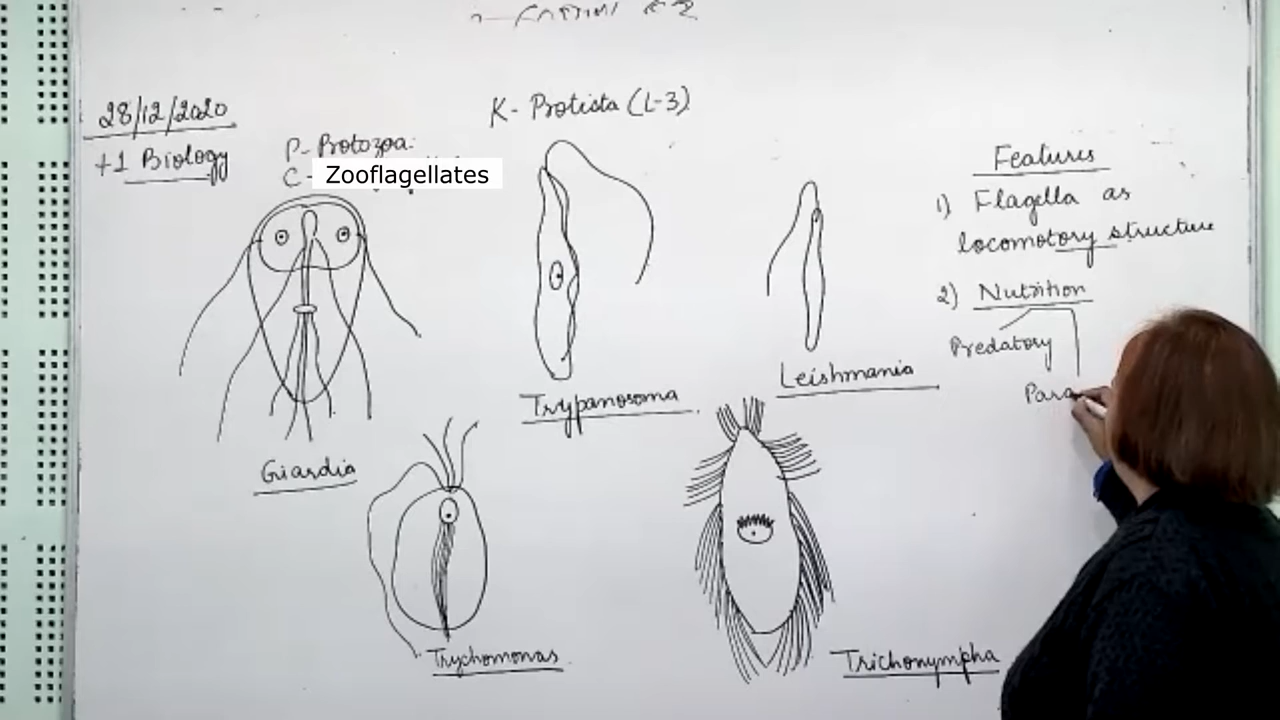 28/12/2020
+1 Biology
K- Protista (L-3)
P- Protozoa:
C- Zooflagellates
Giardia
Trypanosoma
Leishmania
Trychomonas
Trichonympha
Features
1) Flagella as
locomotory structure
2) Nutrition
Predatory
Para